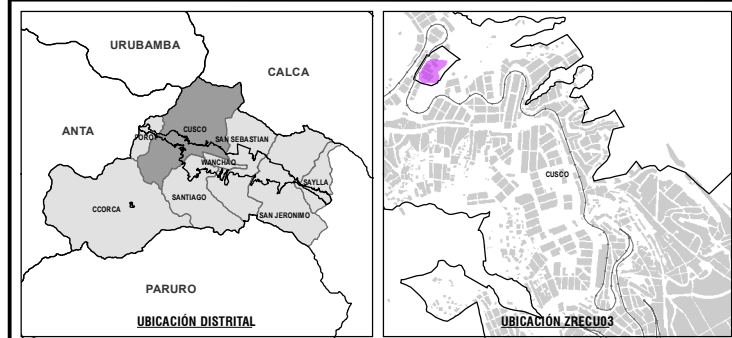 URUBAMBA
CALCA
ANTA
CUSCO
SAN SEBASTIAN
WANCHAQ
SAYLLA
CCORCA
SANTIAGO
SAN JERONIMO
PARURO
UBICACIÓN DISTRITAL
CUSCO
UBICACIÓN ZRECU03